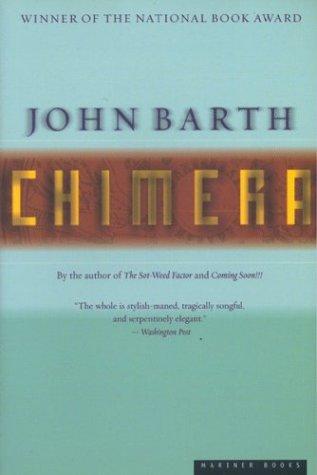 WINNER OF THE NATIONAL BOOK AWARD
JOHN BARTH
CHIMERA
By the author of The Sot-Weed Factor and Coming Soon!!!
"The whole is stylish-maned, tragically songful,
and serpentinely elegant."
— Washington Post
MARINER BOOKS